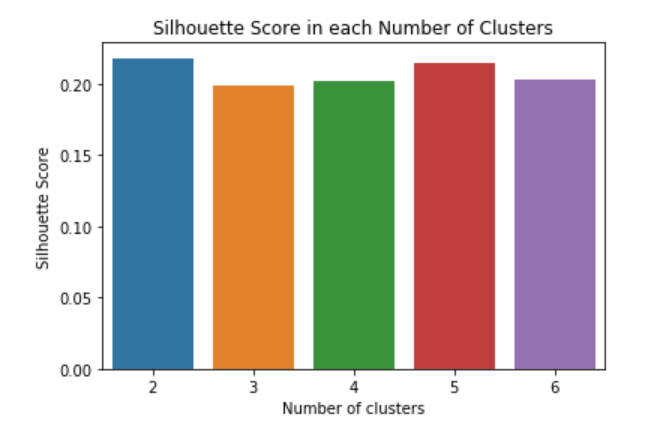 Silhouette Score in each Number of Clusters
Silhouette Score
0.20
0.15
0.10
0.05
0.00
2 3 4 5 6
Number of clusters